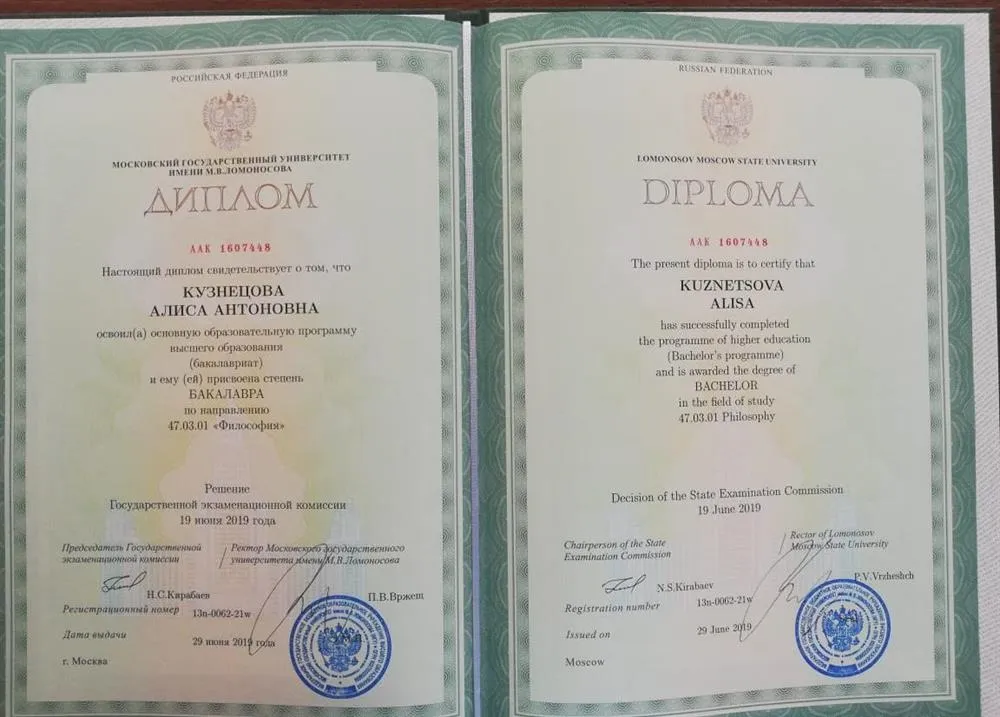 РОССИЙСКАЯ ФЕДЕРАЦИЯ
МОСКОВСКИЙ ГОСУДАРСТВЕННЫЙ УНИВЕРСИТЕТ
ИМЕНИ М.В.ЛОМОНОСОВА
ДИПЛОМ
ААК 1607448
Настоящий диплом свидетельствует о том, что
КУЗНЕЦОВА
АЛИСА АНТОНОВНА
освоил(а) основную образовательную программу
высшего образования
(бакалавриат)
и ему (ей) присвоена степень
БАКАЛАВРА
по направлению
47.03.01 «Философия»
Решение
Государственной экзаменационной комиссии
19 июня 2019 года
Председатель Государственной
экзаменационной комиссии
Н.С.Кирабаев
Ректор Московского государственного
университета имени М.В.Ломоносова
П.В.Вржещ
Регистрационный номер 13п-0062-21w
Дата выдачи 29 июня 2019 года
г. Москва
RUSSIAN FEDERATION
LOMONOSOV MOSCOW STATE UNIVERSITY
DIPLOMA
ААК 1607448
The present diploma is to certify that
KUZNETSOVA
ALISA
has successfully completed
the programme of higher education
(Bachelor's programme)
and is awarded the degree of
BACHELOR
in the field of study
47.03.01 Philosophy
Decision of the State Examination Commission
19 June 2019
Chairperson of the State
Examination Commission
N.S.Kirabaev
Rector of Lomonosov
Moscow State University
P.V.Vrzheshch
Registration number 13п-0062-21w
Issued on 29 June 2019
Moscow